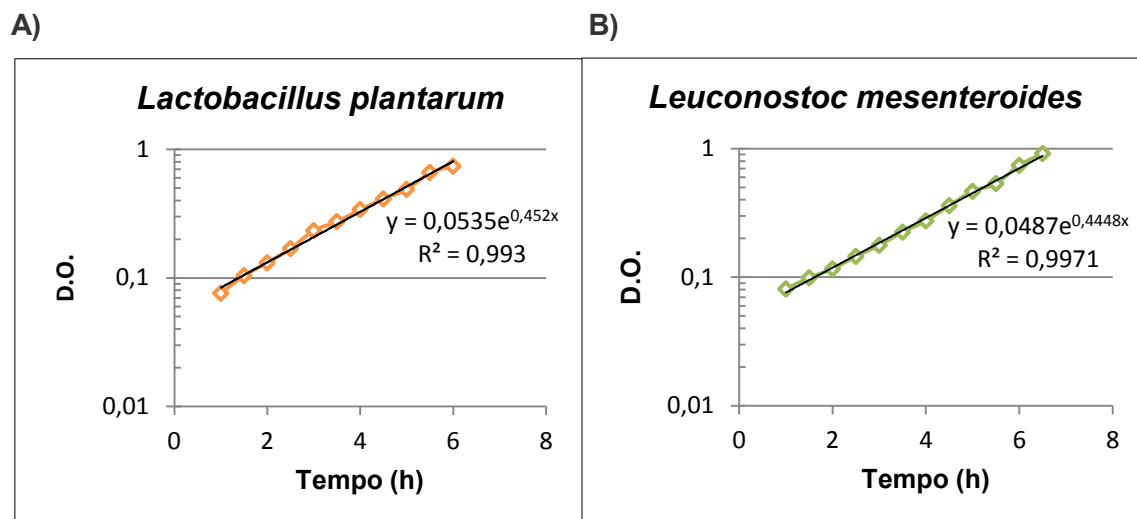 A)
Lactobacillus plantarum
1
0,1
0,01
D.O.
y = 0,0535e^0,452x
R² = 0,993
0 2 4 6 8
Tempo (h)
B)
Leuconostoc mesenteroides
1
0,1
0,01
D.O.
y = 0,0487e^0,4448x
R² = 0,9971
0 2 4 6 8
Tempo (h)